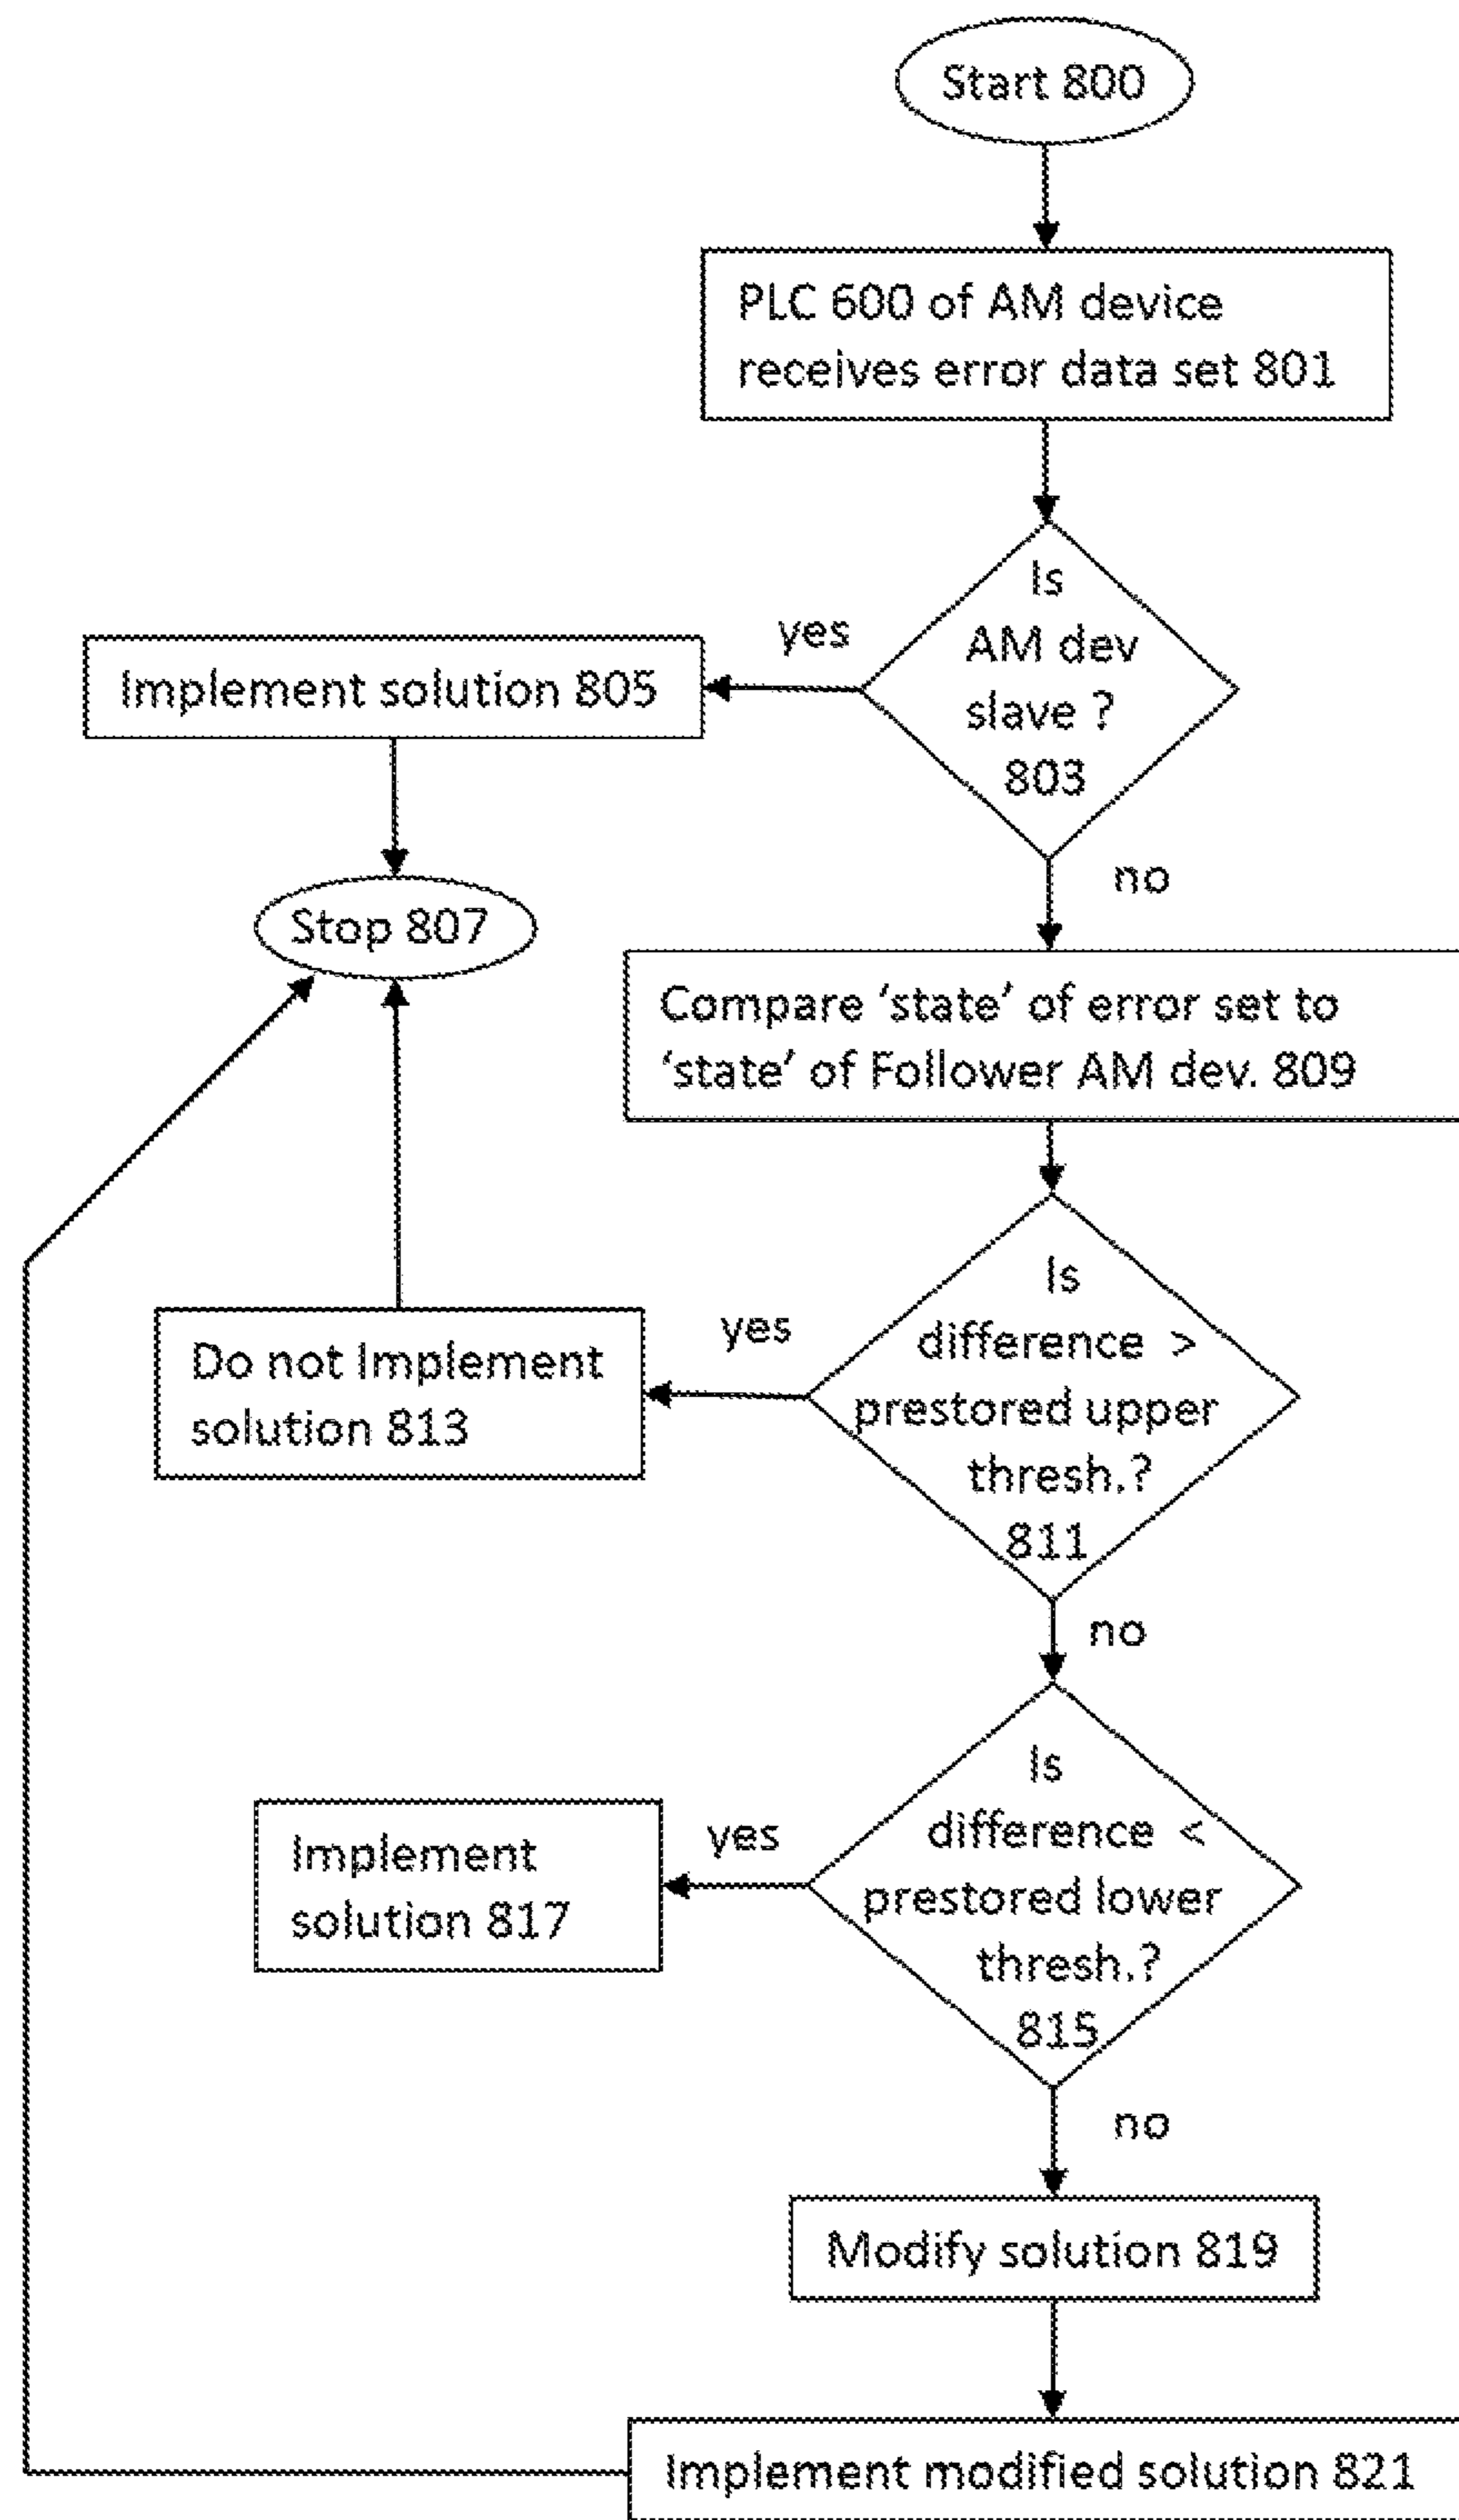 Start 800
PLC 600 of AM device
receives error data set 801
Is
AM dev
slave ?
803
yes
Implement solution 805
no
Stop 807
Compare ‘state’ of error set to
‘state’ of Follower AM dev. 809
Is
difference >
prestored upper
thresh.?
811
yes
Do not Implement
solution 813
no
Is
difference <
prestored lower
thresh.?
815
yes
Implement
solution 817
no
Modify solution 819
Implement modified solution 821